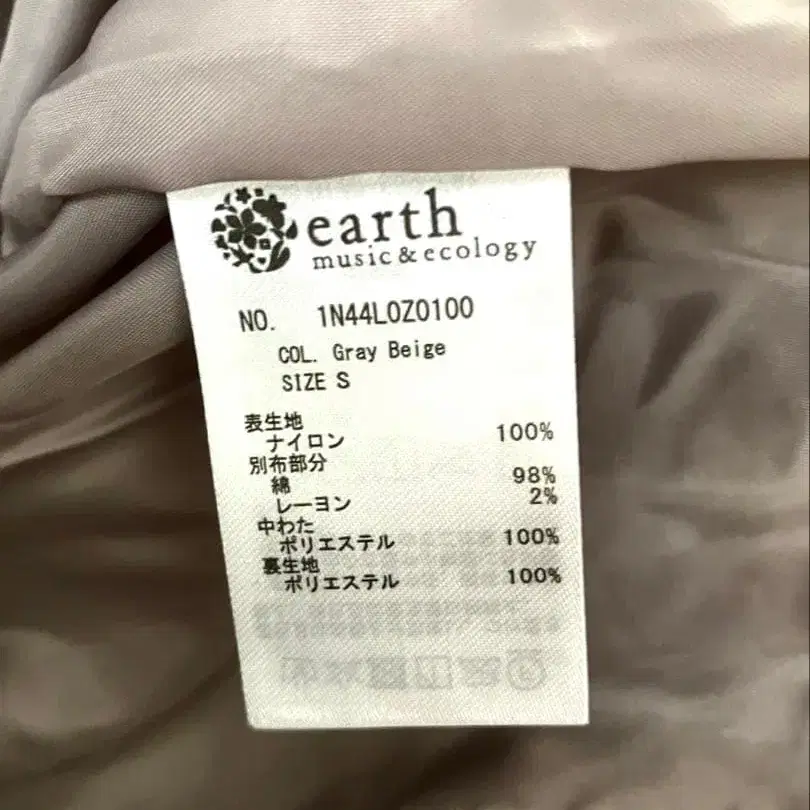 earth
music&ecology
NO. 1N44L0Z0100
COL. Gray Beige
SIZE S
表生地
ナイロン 100%
別布部分
綿 98%
レーヨン 2%
中わた
ポリエステル 100%
裏生地
ポリエステル 100%